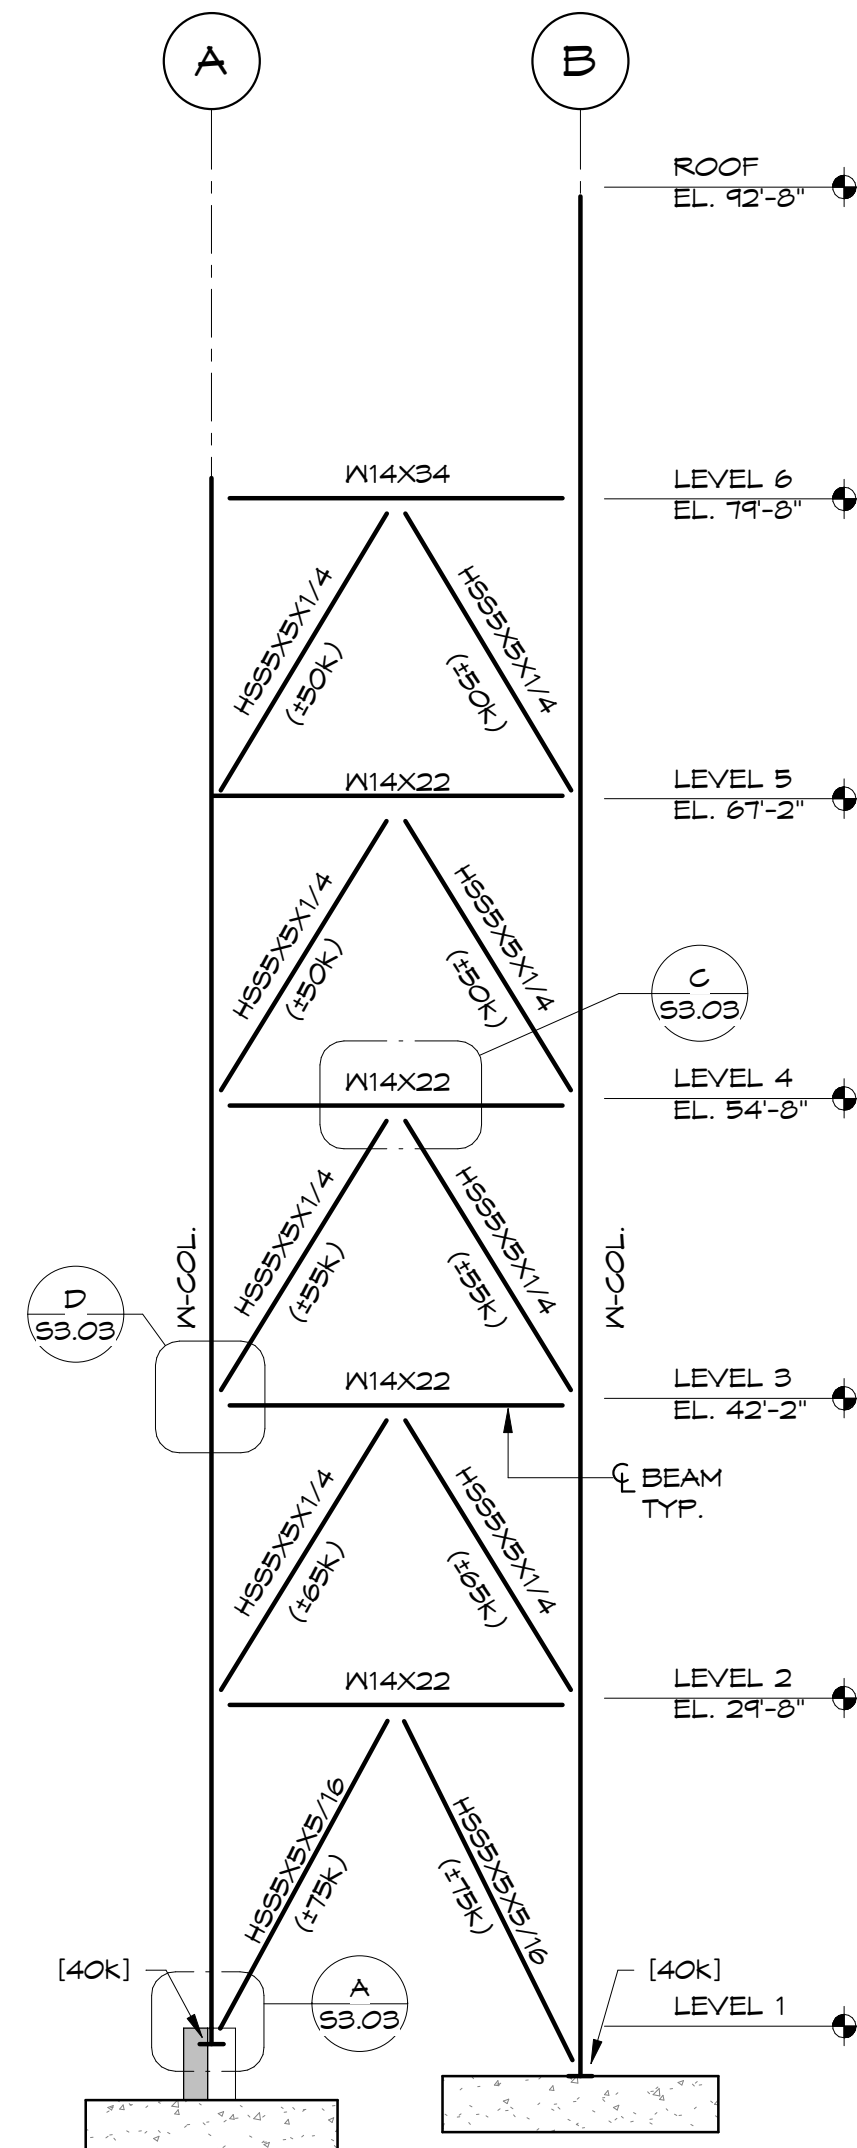 A
B
ROOF
EL. 92'-8"
W14X34
LEVEL 6
EL. 79'-8"
HSS5X5X1/4
(±50K)
HSS5X5X1/4
(±50K)
W14X22
LEVEL 5
EL. 67'-2"
HSS5X5X1/4
(±50K)
HSS5X5X1/4
(±50K)
C
S3.03
W14X22
LEVEL 4
EL. 54'-8"
HSS5X5X1/4
(±55K)
HSS5X5X1/4
(±55K)
W-COL.
W-COL.
D
S3.03
W14X22
LEVEL 3
EL. 42'-2"
℄ BEAM
TYP.
HSS5X5X1/4
(±65K)
HSS5X5X1/4
(±65K)
W14X22
LEVEL 2
EL. 29'-8"
HSS5X5X5/16
(±75K)
HSS5X5X5/16
(±75K)
[40K]
A
S3.03
[40K]
LEVEL 1